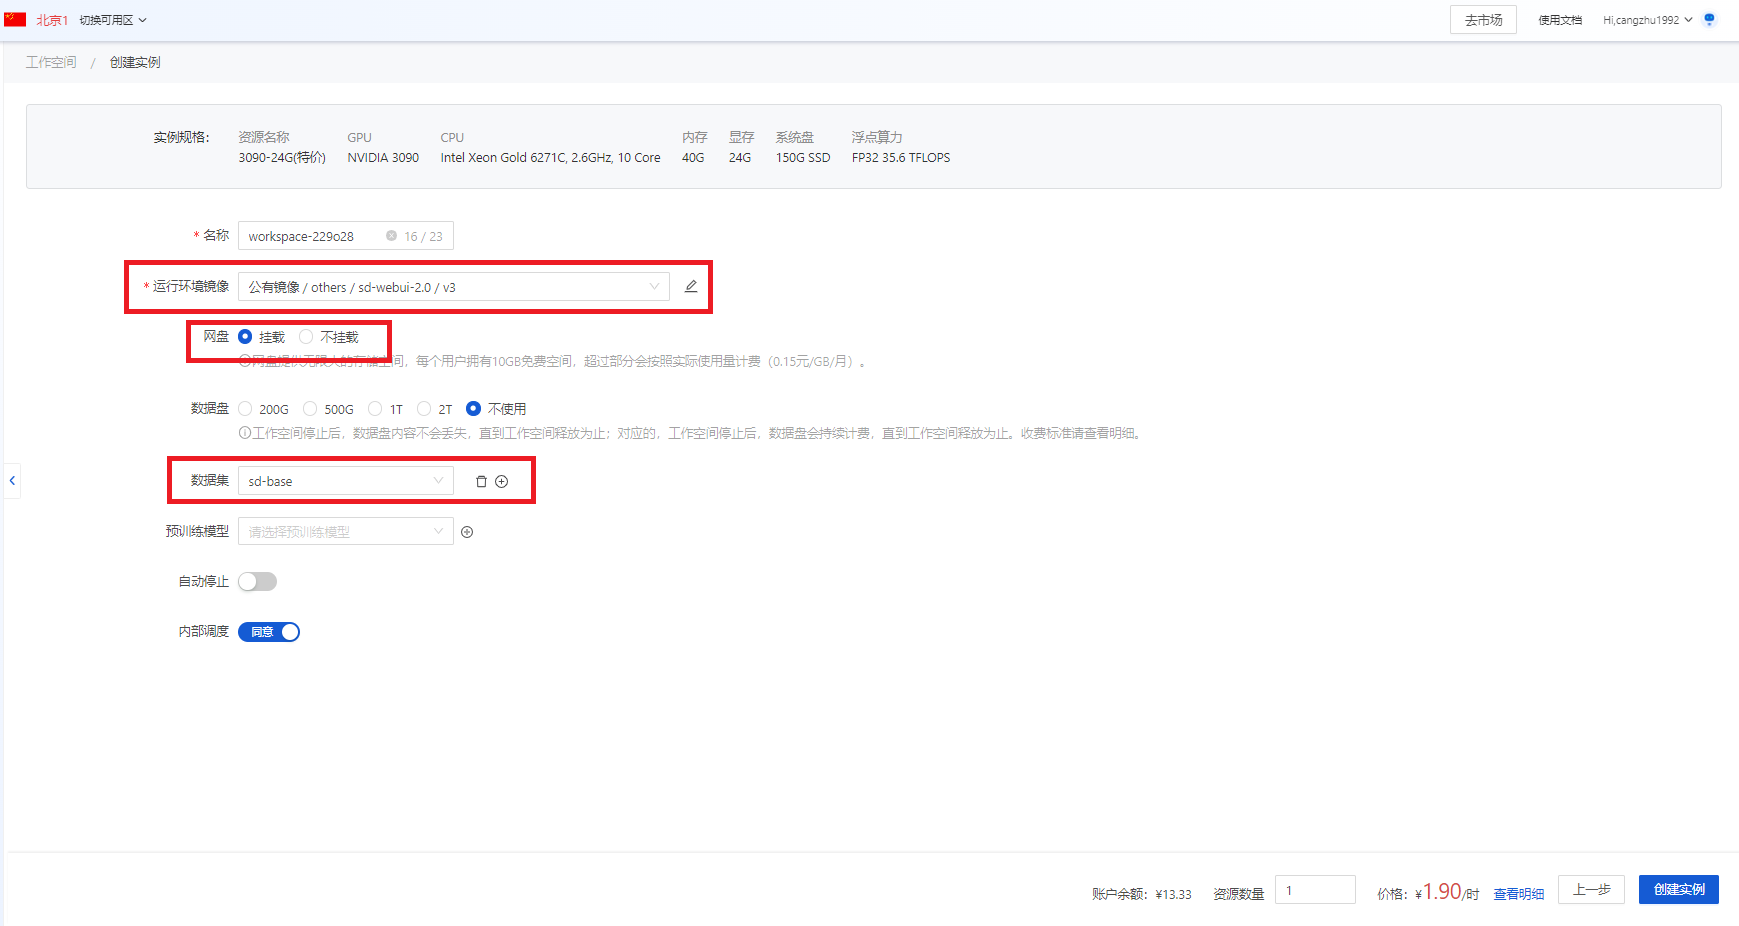 北京1 切换可用区 去市场 使用文档 Hi,cangzhu1992
工作空间 / 创建实例
实例规格: 资源名称 GPU CPU 内存 显存 系统盘 浮点算力
3090-24G(特价) NVIDIA 3090 Intel Xeon Gold 6271C, 2.6GHz, 10 Core 40G 24G 150G SSD FP32 35.6 TFLOPS
* 名称 workspace-229o28 16 / 23
* 运行环境镜像 公有镜像 / others / sd-webui-2.0 / v3
网盘 挂载 不挂载
网盘提供无限大的存储空间，每个用户拥有10GB免费空间，超过部分会按照实际使用量计费（0.15元/GB/月）。
数据盘 200G 500G 1T 2T 不使用
工作空间停止后，数据盘内容不会丢失，直到工作空间释放为止；对应的，工作空间停止后，数据盘会持续计费，直到工作空间释放为止。收费标准请查看明细。
数据集 sd-base
预训练模型 请选择预训练模型
自动停止
内部调度 同意
账户余额：¥13.33 资源数量 1 价格：¥1.90/时 查看明细 上一步 创建实例